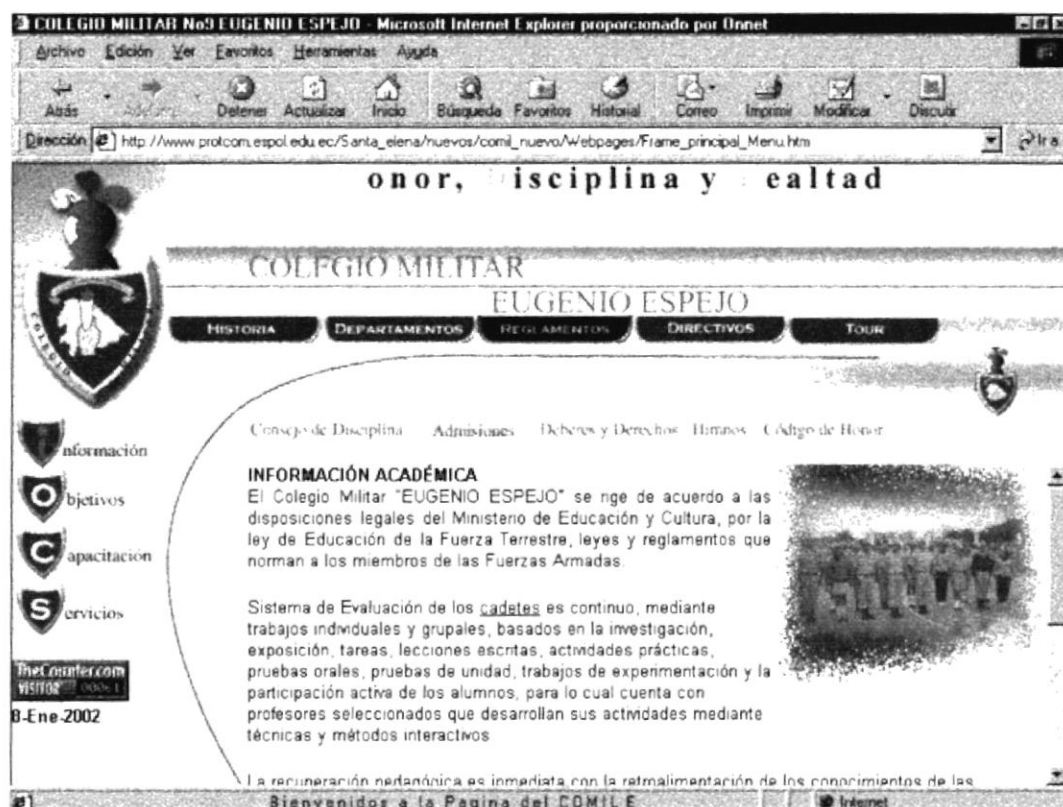 COLEGIO MILITAR No9 EUGENIO ESPEJO - Microsoft Internet Explorer proporcionado por Onnet
Archivo Edición Ver Favoritos Herramientas Ayuda
Atrás Adelante Detener Actualizar Inicio Búsqueda Favoritos Historial Correo Imprimir Modificar Discutir
Dirección http://www.protcom.espol.edu.ec/Santa_elena/nuevos/comil_nuevo/Webpages/Frame_principal_Menu.htm Ir a
onor, isciplina y ealtad
COLEGIO MILITAR
EUGENIO ESPEJO
HISTORIA DEPARTAMENTOS REGLAMENTOS DIRECTIVOS TOUR
COLEGIO
Consejo de Disciplina Admisiones Deberes y Derechos Himnos Código de Honor
Información
Objetivos
Capacitación
Servicios
TheCounter.com
VISITOR
8-Ene-2002
INFORMACIÓN ACADÉMICA
El Colegio Militar "EUGENIO ESPEJO" se rige de acuerdo a las
disposiciones legales del Ministerio de Educación y Cultura, por la
ley de Educación de la Fuerza Terrestre, leyes y reglamentos que
norman a los miembros de las Fuerzas Armadas.
Sistema de Evaluación de los cadetes es continuo, mediante
trabajos individuales y grupales, basados en la investigación,
exposición, tareas, lecciones escritas, actividades prácticas,
pruebas orales, pruebas de unidad, trabajos de experimentación y la
participación activa de los alumnos, para lo cual cuenta con
profesores seleccionados que desarrollan sus actividades mediante
técnicas y métodos interactivos
La recuperación pedagógica es inmediata con la retroalimentación de los conocimientos de las
Bienvenidos a la Pagina del COMILE Internet